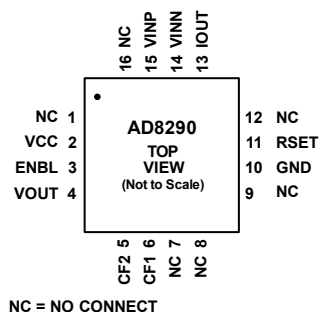 16 NC
15 VINP
14 VINN
13 IOUT
NC 1
VCC 2
ENBL 3
VOUT 4
AD8290
TOP
VIEW
(Not to Scale)
12 NC
11 RSET
10 GND
9 NC
CF2 5
CF1 6
NC 7
NC 8
NC = NO CONNECT